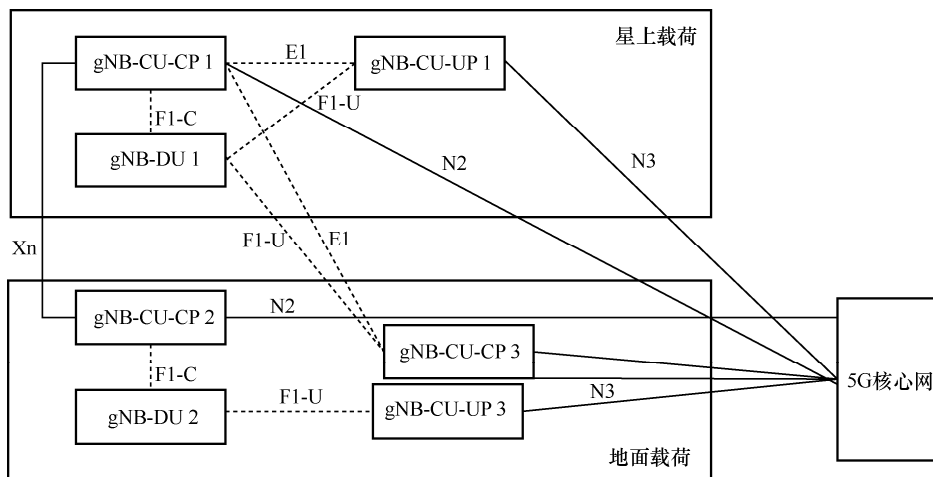 星上载荷
gNB-CU-CP 1
E1
gNB-CU-UP 1
F1-U
F1-C
gNB-DU 1
N2
N3
F1-U
E1
Xn
gNB-CU-CP 2
N2
gNB-CU-CP 3
F1-C
5G核心网
gNB-DU 2
F1-U
gNB-CU-UP 3
N3
地面载荷